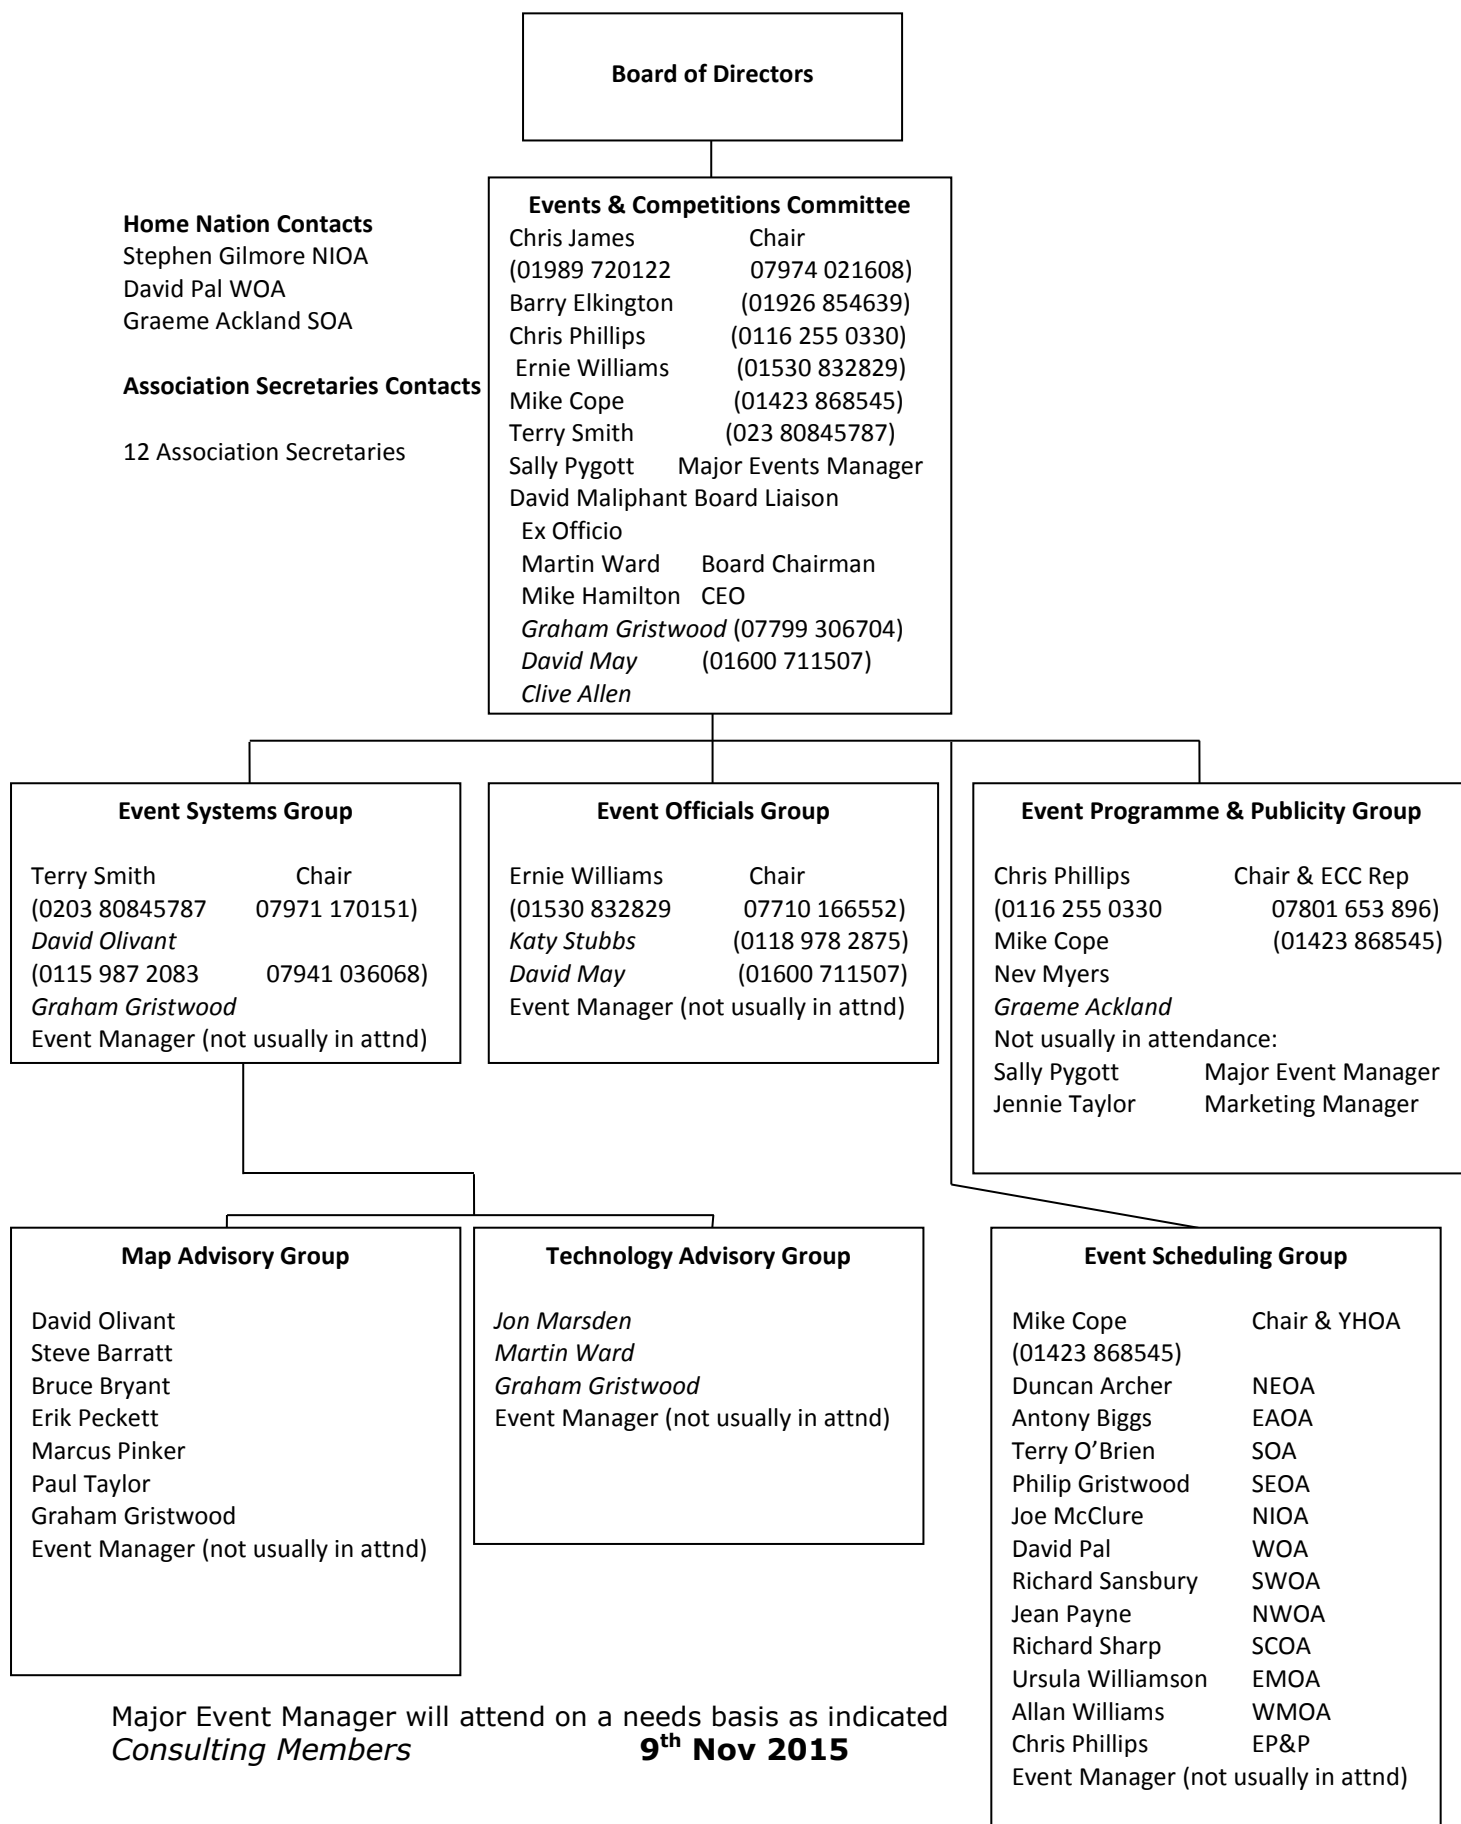 Board of Directors
Home Nation Contacts
Stephen Gilmore NIOA
David Pal WOA
Graeme Ackland SOA
Association Secretaries Contacts
12 Association Secretaries
Events & Competitions Committee
Chris James Chair
(01989 720122 07974 021608)
Barry Elkington (01926 854639)
Chris Phillips (0116 255 0330)
Ernie Williams (01530 832829)
Mike Cope (01423 868545)
Terry Smith (023 80845787)
Sally Pygott Major Events Manager
David Maliphant Board Liaison
Ex Officio
Martin Ward Board Chairman
Mike Hamilton CEO
Graham Gristwood (07799 306704)
David May (01600 711507)
Clive Allen
Event Systems Group
Terry Smith Chair
(0203 80845787 07971 170151)
David Olivant
(0115 987 2083 07941 036068)
Graham Gristwood
Event Manager (not usually in attnd)
Event Officials Group
Ernie Williams Chair
(01530 832829 07710 166552)
Katy Stubbs (0118 978 2875)
David May (01600 711507)
Event Manager (not usually in attnd)
Event Programme & Publicity Group
Chris Phillips Chair & ECC Rep
(0116 255 0330 07801 653 896)
Mike Cope (01423 868545)
Nev Myers
Graeme Ackland
Not usually in attendance:
Sally Pygott Major Event Manager
Jennie Taylor Marketing Manager
Map Advisory Group
David Olivant
Steve Barratt
Bruce Bryant
Erik Peckett
Marcus Pinker
Paul Taylor
Graham Gristwood
Event Manager (not usually in attnd)
Technology Advisory Group
Jon Marsden
Martin Ward
Graham Gristwood
Event Manager (not usually in attnd)
Event Scheduling Group
Mike Cope Chair & YHOA
(01423 868545)
Duncan Archer NEOA
Antony Biggs EAOA
Terry O’Brien SOA
Philip Gristwood SEOA
Joe McClure NIOA
David Pal WOA
Richard Sansbury SWOA
Jean Payne NWOA
Richard Sharp SCOA
Ursula Williamson EMOA
Allan Williams WMOA
Chris Phillips EP&P
Event Manager (not usually in attnd)
Major Event Manager will attend on a needs basis as indicated
Consulting Members 9th Nov 2015